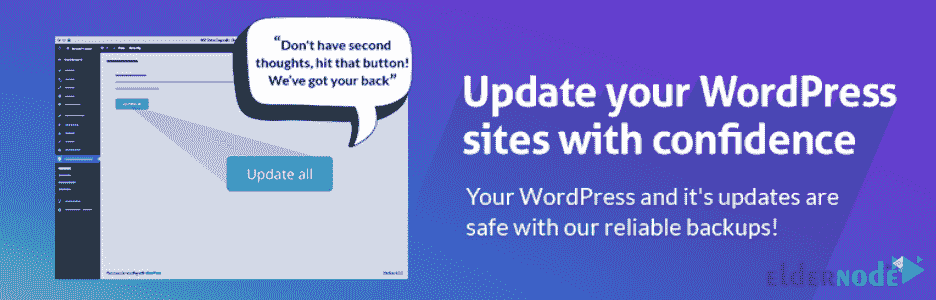 “Don't have second
thoughts, hit that button!
We've got your back”
Update all
Update your WordPress
sites with confidence
Your WordPress and it's updates are
safe with our reliable backups!
eldernode